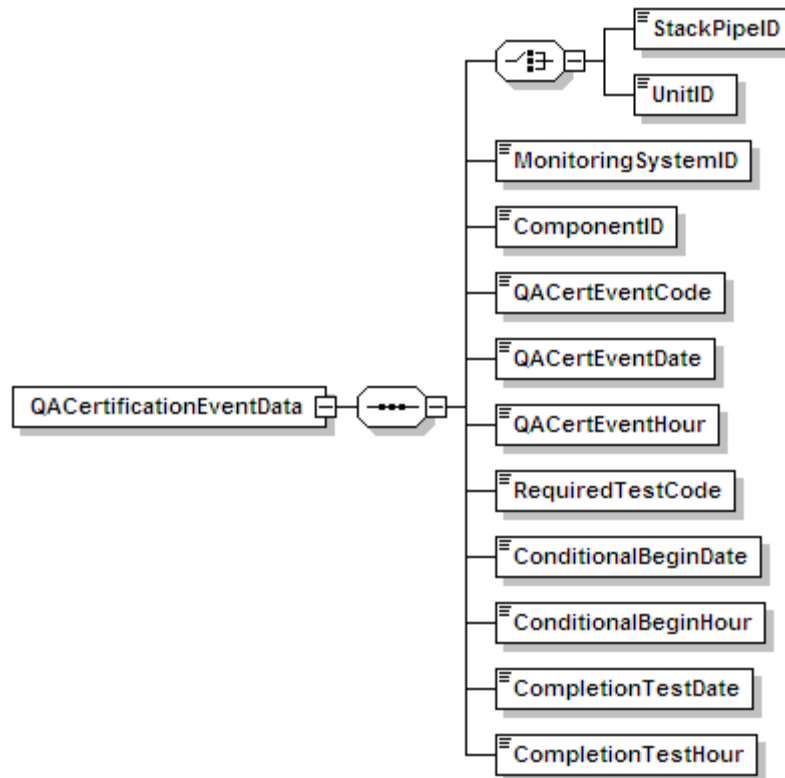 StackPipeID
UnitID
MonitoringSystemID
ComponentID
QACertEventCode
QACertEventDate
QACertificationEventData
QACertEventHour
RequiredTestCode
ConditionalBeginDate
ConditionalBeginHour
CompletionTestDate
CompletionTestHour